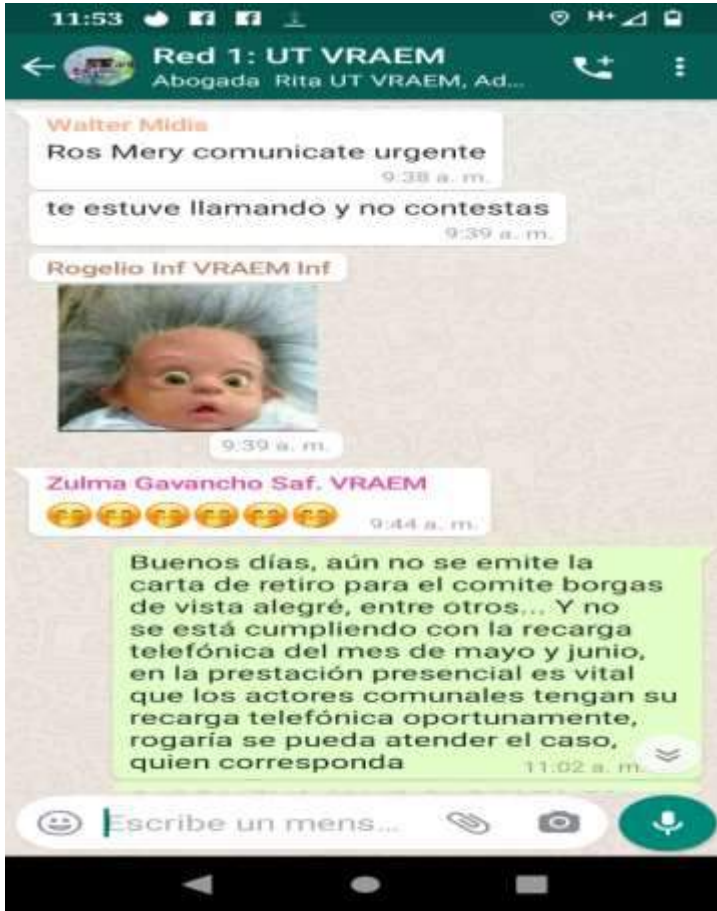 11:53
H+
Red 1: UT VRAEM
Abogada Rita UT VRAEM, Ad...
Walter Midis
Ros Mery comunicate urgente
9:38 a. m.
te estuve llamando y no contestas
9:39 a. m.
Rogelio Inf VRAEM Inf
9:39 a. m.
Zulma Gavancho Saf. VRAEM
9:44 a. m.
Buenos días, aún no se emite la
carta de retiro para el comite borgas
de vista alegré, entre otros... Y no
se está cumpliendo con la recarga
telefónica del mes de mayo y junio,
en la prestación presencial es vital
que los actores comunales tengan su
recarga telefónica oportunamente,
rogaría se pueda atender el caso,
quien corresponda
11:02 a. m.
Escribe un mens...